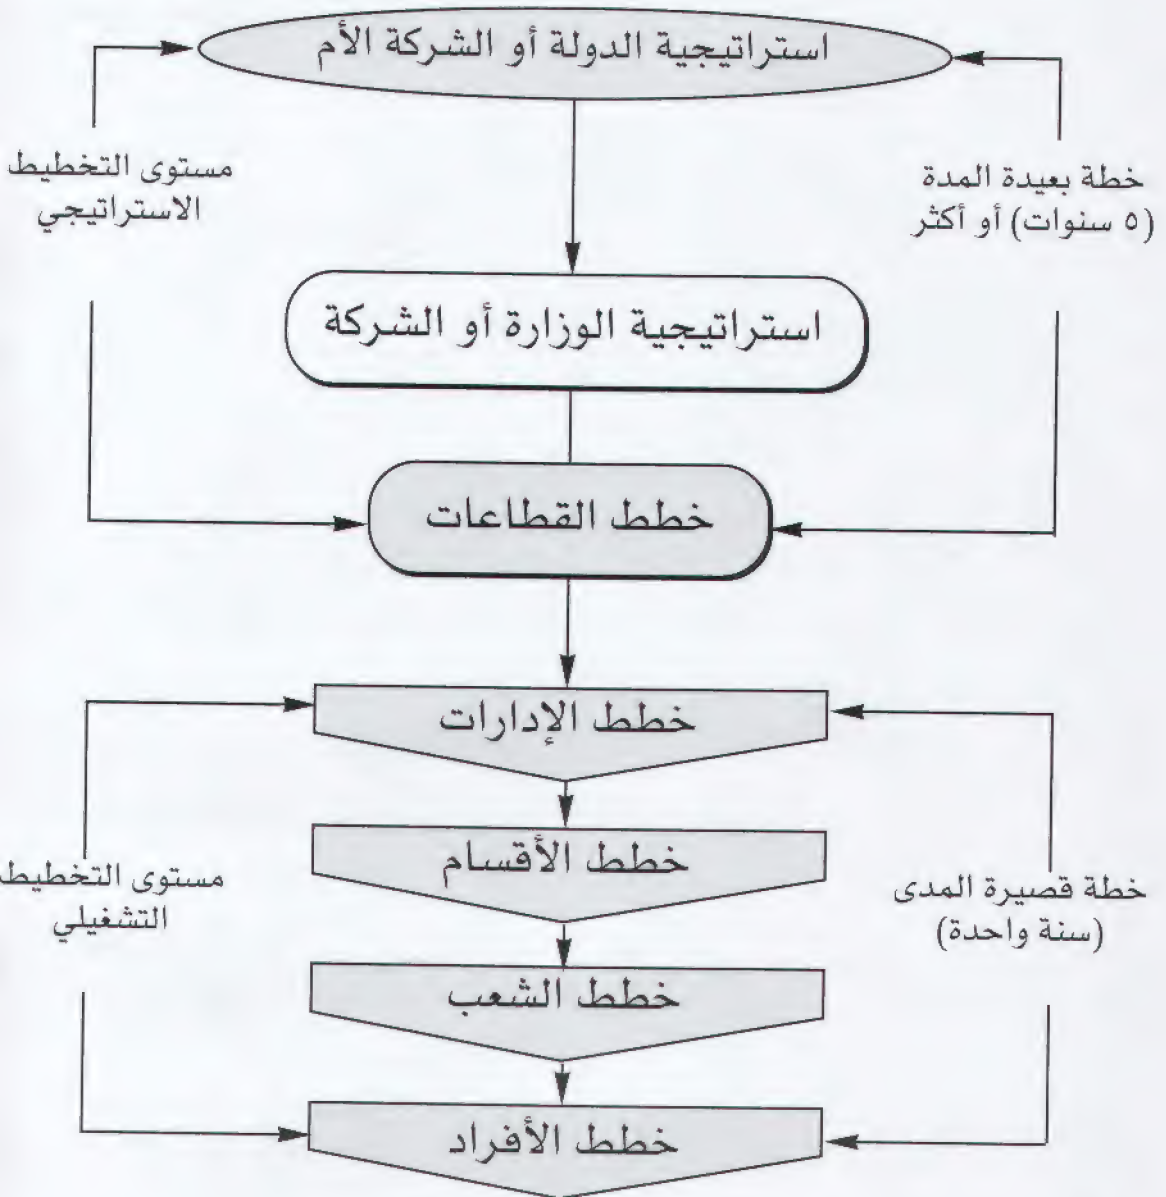 استراتيجية الدولة أو الشركة الأم
خطة بعيدة المدة
(٥ سنوات) أو أكثر
مستوى التخطيط
الاستراتيجي
استراتيجية الوزارة أو الشركة
خطط القطاعات
خطط الإدارات
خطط الأقسام
خطة قصيرة المدى
(سنة واحدة)
مستوى التخطيط
التشغيلي
خطط الشعب
خطط الأفراد